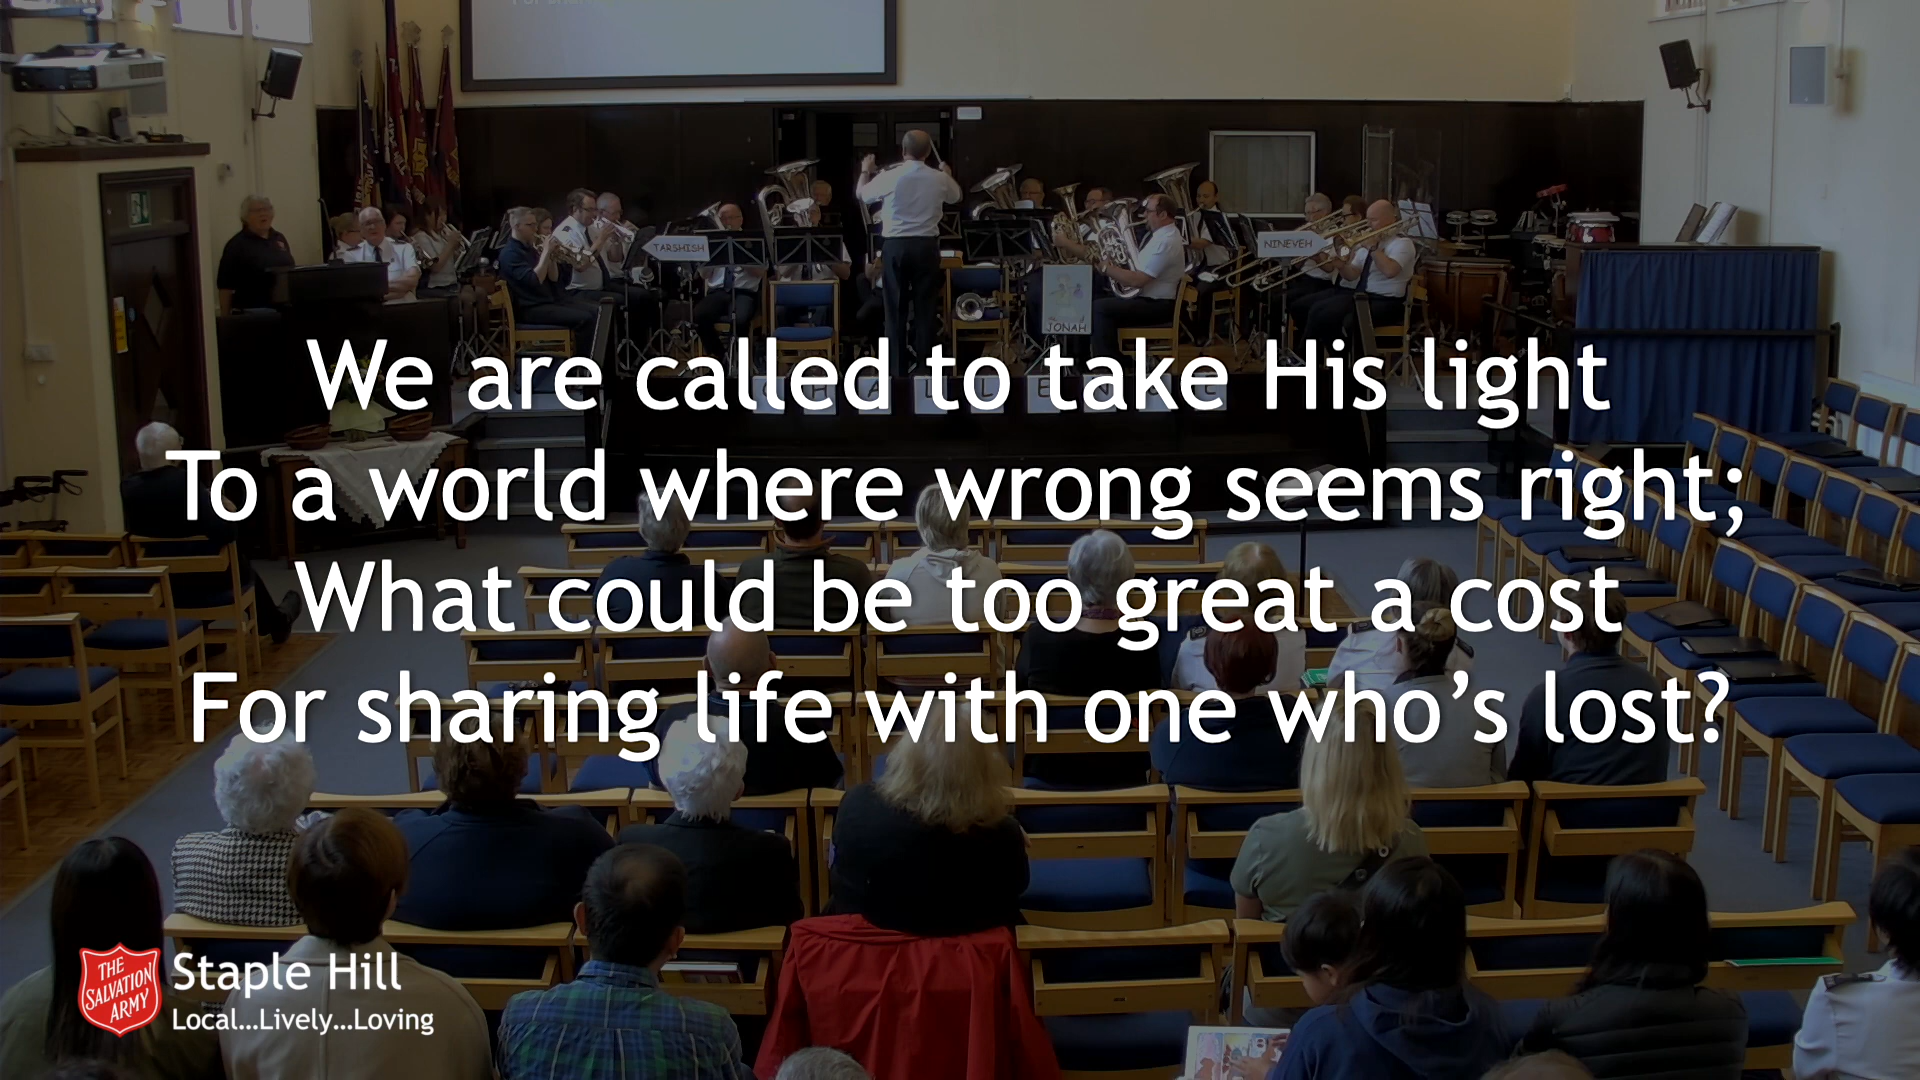 TARSHISH
NINEVEH
JONAH
We are called to take His light
To a world where wrong seems right;
What could be too great a cost
For sharing life with one who's lost?
THE
SALVATION
ARMY
Staple Hill
Local...Lively...Loving